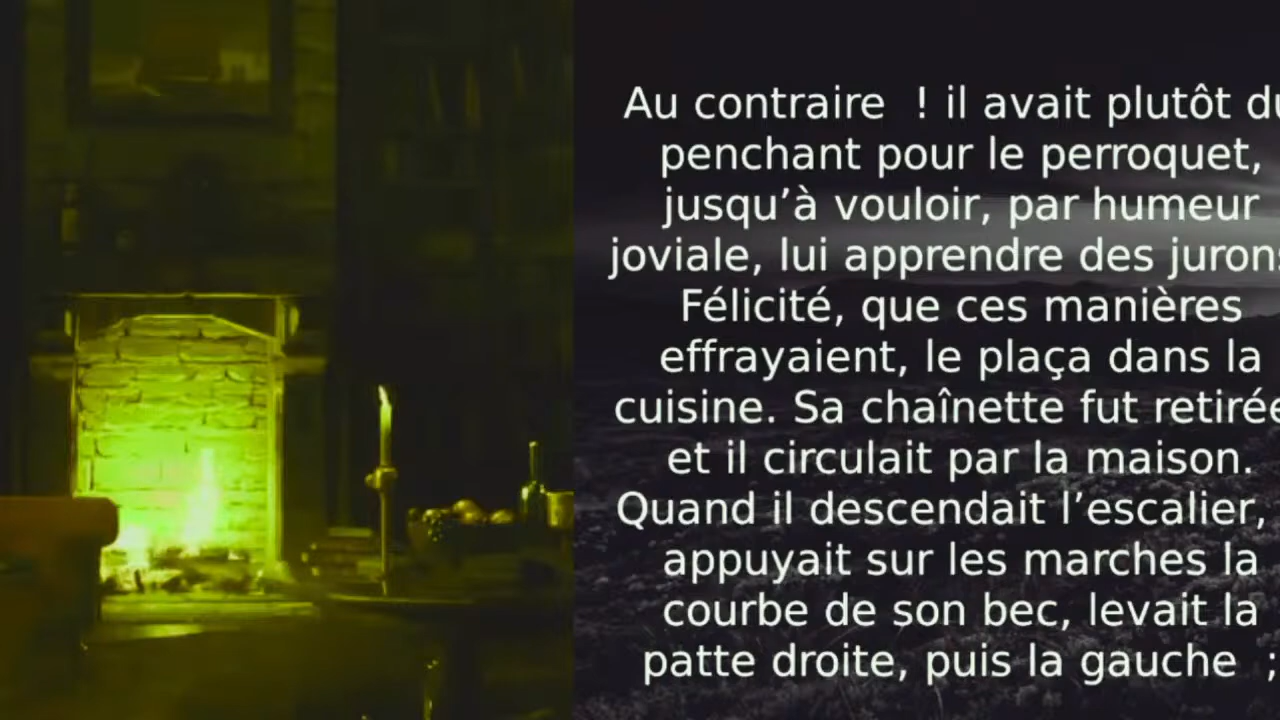 Au contraire  ! il avait plutôt du
penchant pour le perroquet,
jusqu’à vouloir, par humeur
joviale, lui apprendre des jurons
Félicité, que ces manières
effrayaient, le plaça dans la
cuisine. Sa chaînette fut retirée
et il circulait par la maison.
Quand il descendait l’escalier,
appuyait sur les marches la
courbe de son bec, levait la
patte droite, puis la gauche  ;